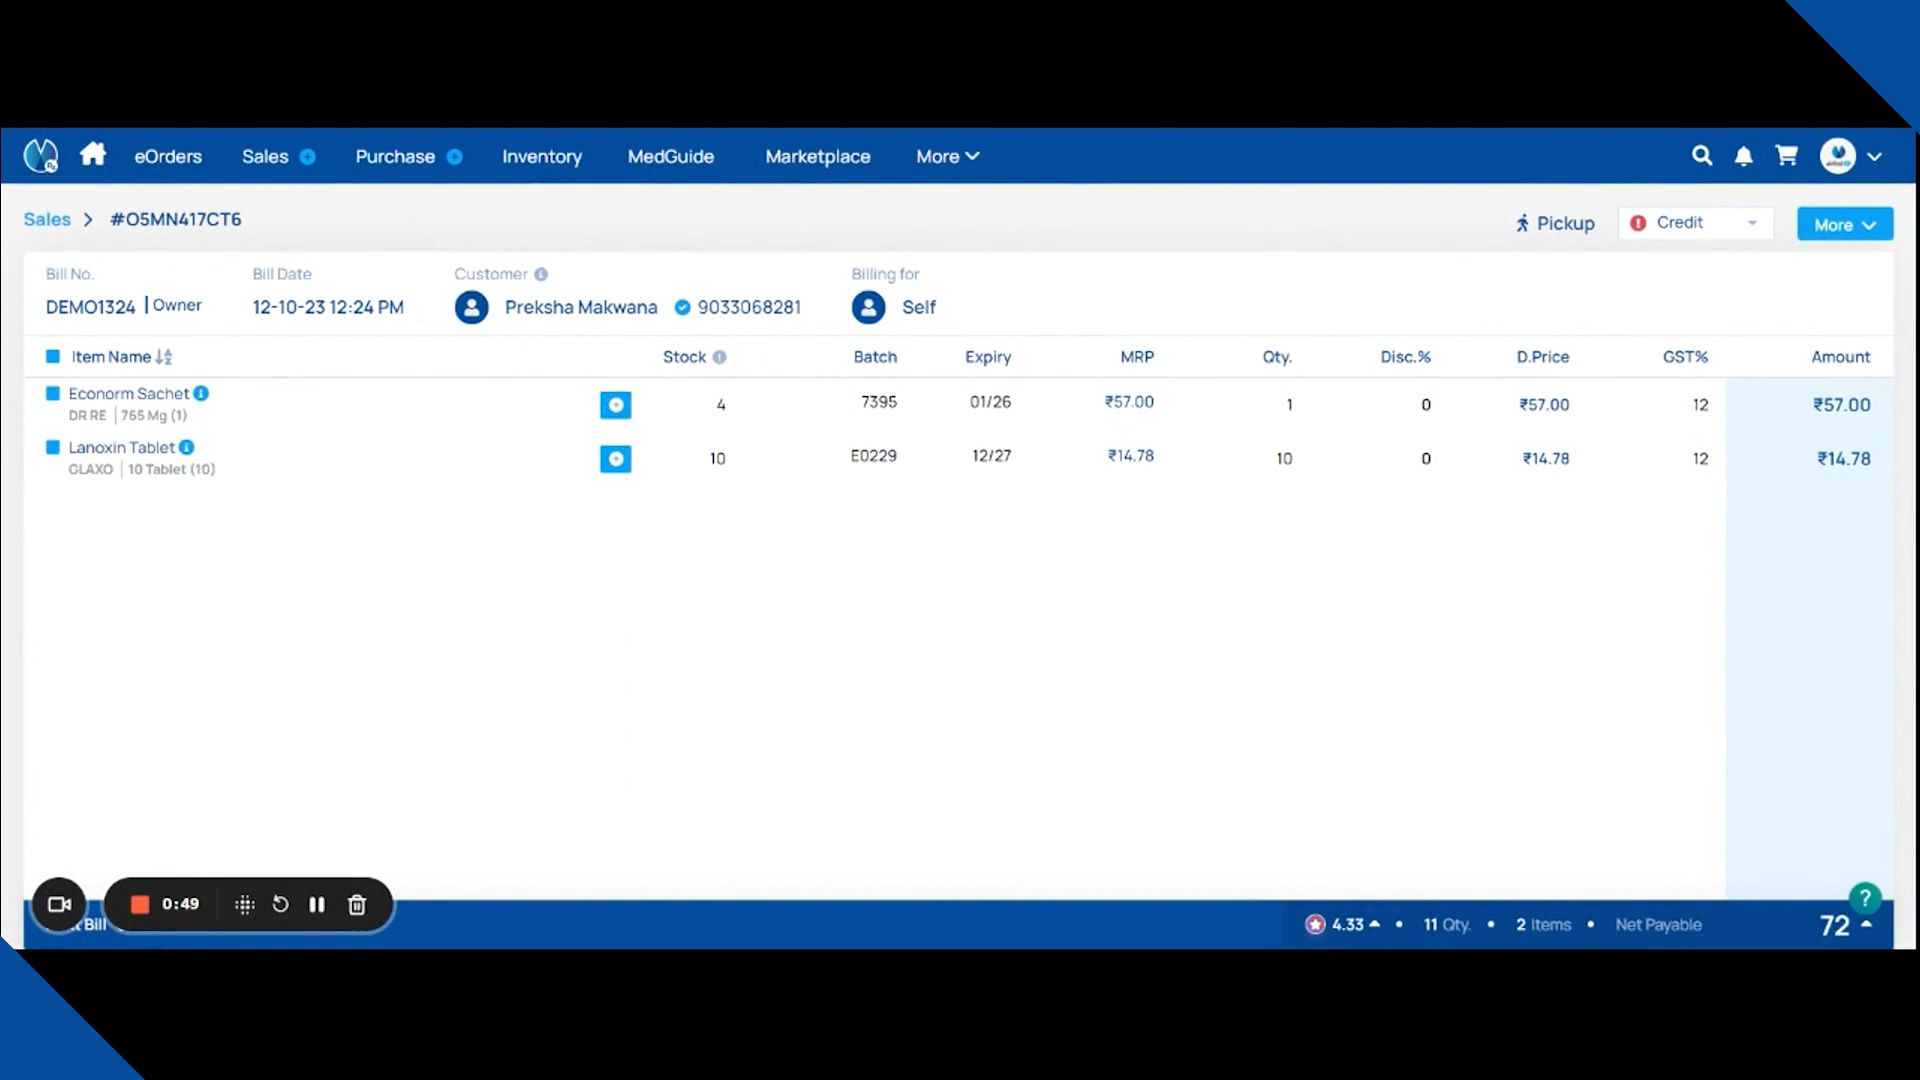 eOrders Sales Purchase Inventory MedGuide Marketplace More
Sales > #O5MN417CT6 Pickup Credit More
Bill No. Bill Date Customer Billing for
DEMO1324 | Owner 12-10-23 12:24 PM Preksha Makwana 9033068281 Self
Item Name Stock Batch Expiry MRP Qty. Disc.% D.Price GST% Amount
Econorm Sachet 4 7395 01/26 ₹57.00 1 0 ₹57.00 12 ₹57.00
DR RE | 765 Mg (1)
Lanoxin Tablet 10 E0229 12/27 ₹14.78 10 0 ₹14.78 12 ₹14.78
GLAXO | 10 Tablet (10)
0:49
Bill 4.33 • 11 Qty. • 2 Items • Net Payable 72
?